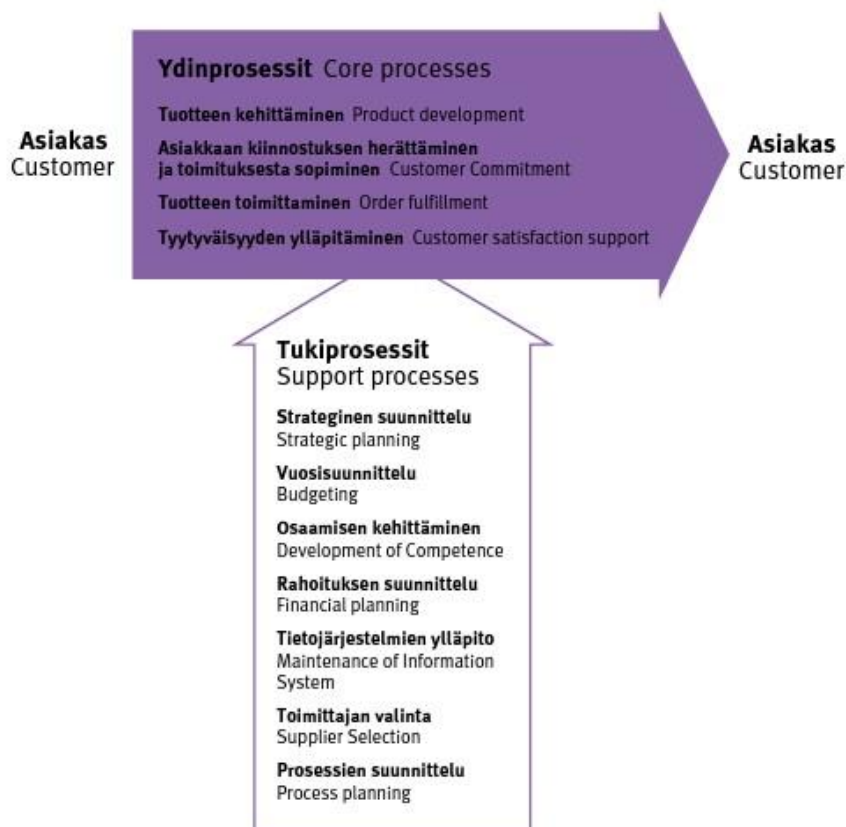 Ydinprosessit Core processes
Tuotteen kehittäminen Product development
Asiakas
Customer
Asiakkaan kiinnostuksen herättäminen
ja toimituksesta sopiminen Customer Commitment
Tuotteen toimittaminen Order fulfillment
Tyytyväisyyden ylläpitäminen Customer satisfaction support
Asiakas
Customer
Tukiprosessit
Support processes
Strateginen suunnittelu
Strategic planning
Vuosisuunnittelu
Budgeting
Osaamisen kehittäminen
Development of Competence
Rahoituksen suunnittelu
Financial planning
Tietojärjestelmien ylläpito
Maintenance of Information
System
Toimittajan valinta
Supplier Selection
Prosessien suunnittelu
Process planning